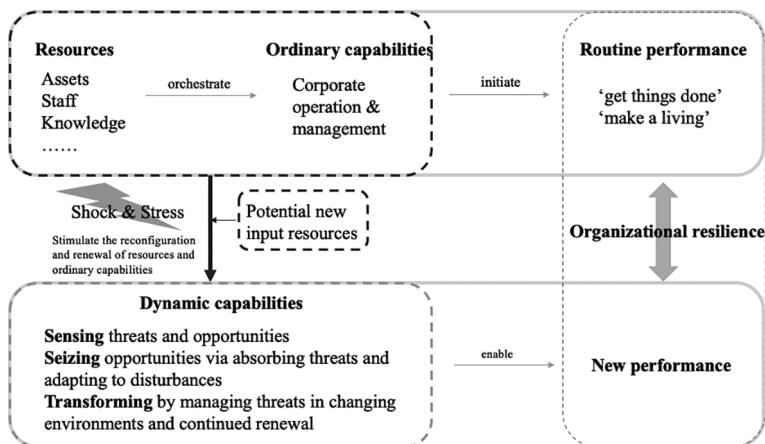 Resources
Assets
Staff
Knowledge
……
orchestrate
Ordinary capabilities
Corporate
operation &
management
initiate
Routine performance
‘get things done’
‘make a living’
Shock & Stress
Stimulate the reconfiguration
and renewal of resources and
ordinary capabilities
Potential new
input resources
Organizational resilience
Dynamic capabilities
Sensing threats and opportunities
Seizing opportunities via absorbing threats and
adapting to disturbances
Transforming by managing threats in changing
environments and continued renewal
enable
New performance